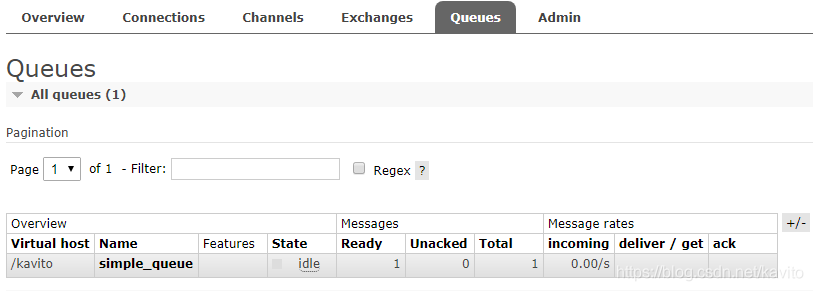 Overview Connections Channels Exchanges Queues Admin
Queues
All queues (1)
Pagination
Page 1 of 1 - Filter: Regex ?
Overview Messages Message rates +/-
Virtual host Name Features State Ready Unacked Total incoming deliver / get ack
/kavito simple_queue idle 1 0 1 0.00/s
https://blog.csdn.net/kavito